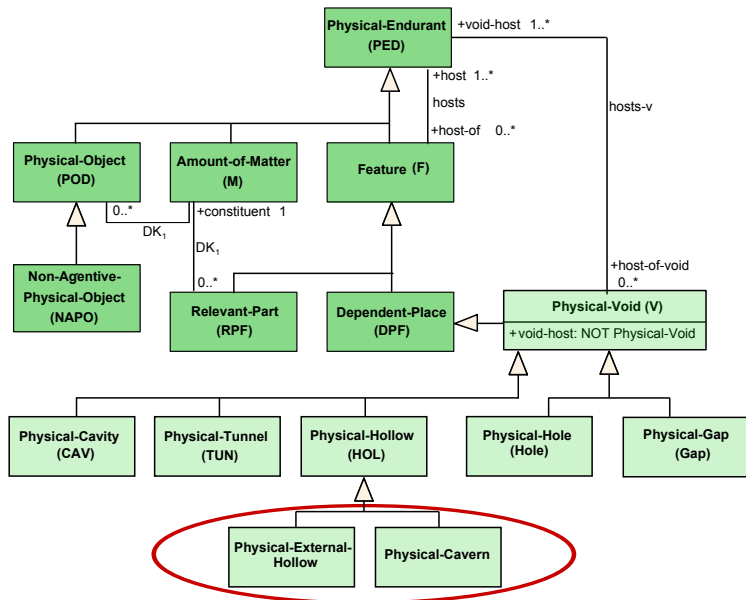 Physical-Endurant
(PED)
+void-host 1..*
+host 1..*
hosts
+host-of 0..*
hosts-v
Physical-Object
(POD)
Amount-of-Matter
(M)
Feature (F)
0..*
DK1
+constituent 1
DK1
0..*
Non-Agentive-
Physical-Object
(NAPO)
Relevant-Part
(RPF)
Dependent-Place
(DPF)
+host-of-void
0..*
Physical-Void (V)
+void-host: NOT Physical-Void
Physical-Cavity
(CAV)
Physical-Tunnel
(TUN)
Physical-Hollow
(HOL)
Physical-Hole
(Hole)
Physical-Gap
(Gap)
Physical-External-
Hollow
Physical-Cavern